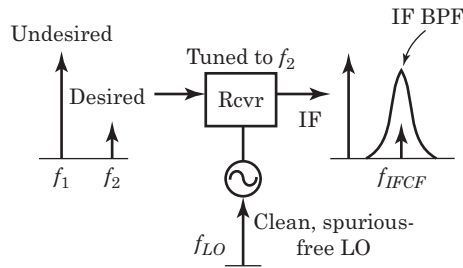 IF BPF
Undesired
Tuned to f2
Desired
Rcvr
IF
f1
f2
fIFCF
fLO
Clean, spurious-
free LO